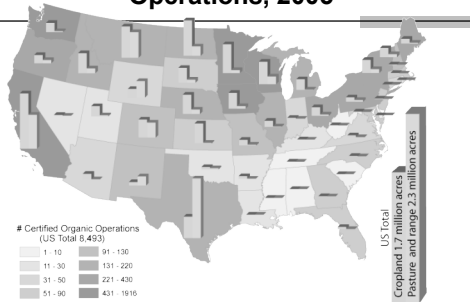 Operations, 2005
# Certified Organic Operations
(US Total 8,493)
1 - 10
11 - 30
31 - 50
51 - 90
91 - 130
131 - 220
221 - 430
431 - 1916
US Total
Cropland 1.7 million acres
Pasture and range 2.3 million acres